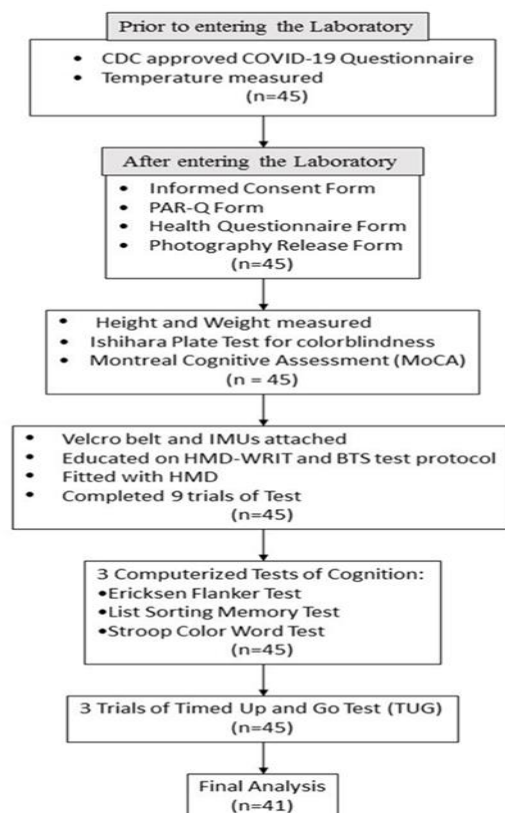 Prior to entering the Laboratory
• CDC approved COVID-19 Questionnaire
• Temperature measured
(n=45)
After entering the Laboratory
• Informed Consent Form
• PAR-Q Form
• Health Questionnaire Form
• Photography Release Form
(n=45)
• Height and Weight measured
• Ishihara Plate Test for colorblindness
• Montreal Cognitive Assessment (MoCA)
(n = 45)
• Velcro belt and IMUs attached
• Educated on HMD-WRIT and BTS test protocol
• Fitted with HMD
• Completed 9 trials of Test
(n=45)
3 Computerized Tests of Cognition:
•Ericksen Flanker Test
•List Sorting Memory Test
•Stroop Color Word Test
(n=45)
3 Trials of Timed Up and Go Test (TUG)
(n=45)
Final Analysis
(n=41)